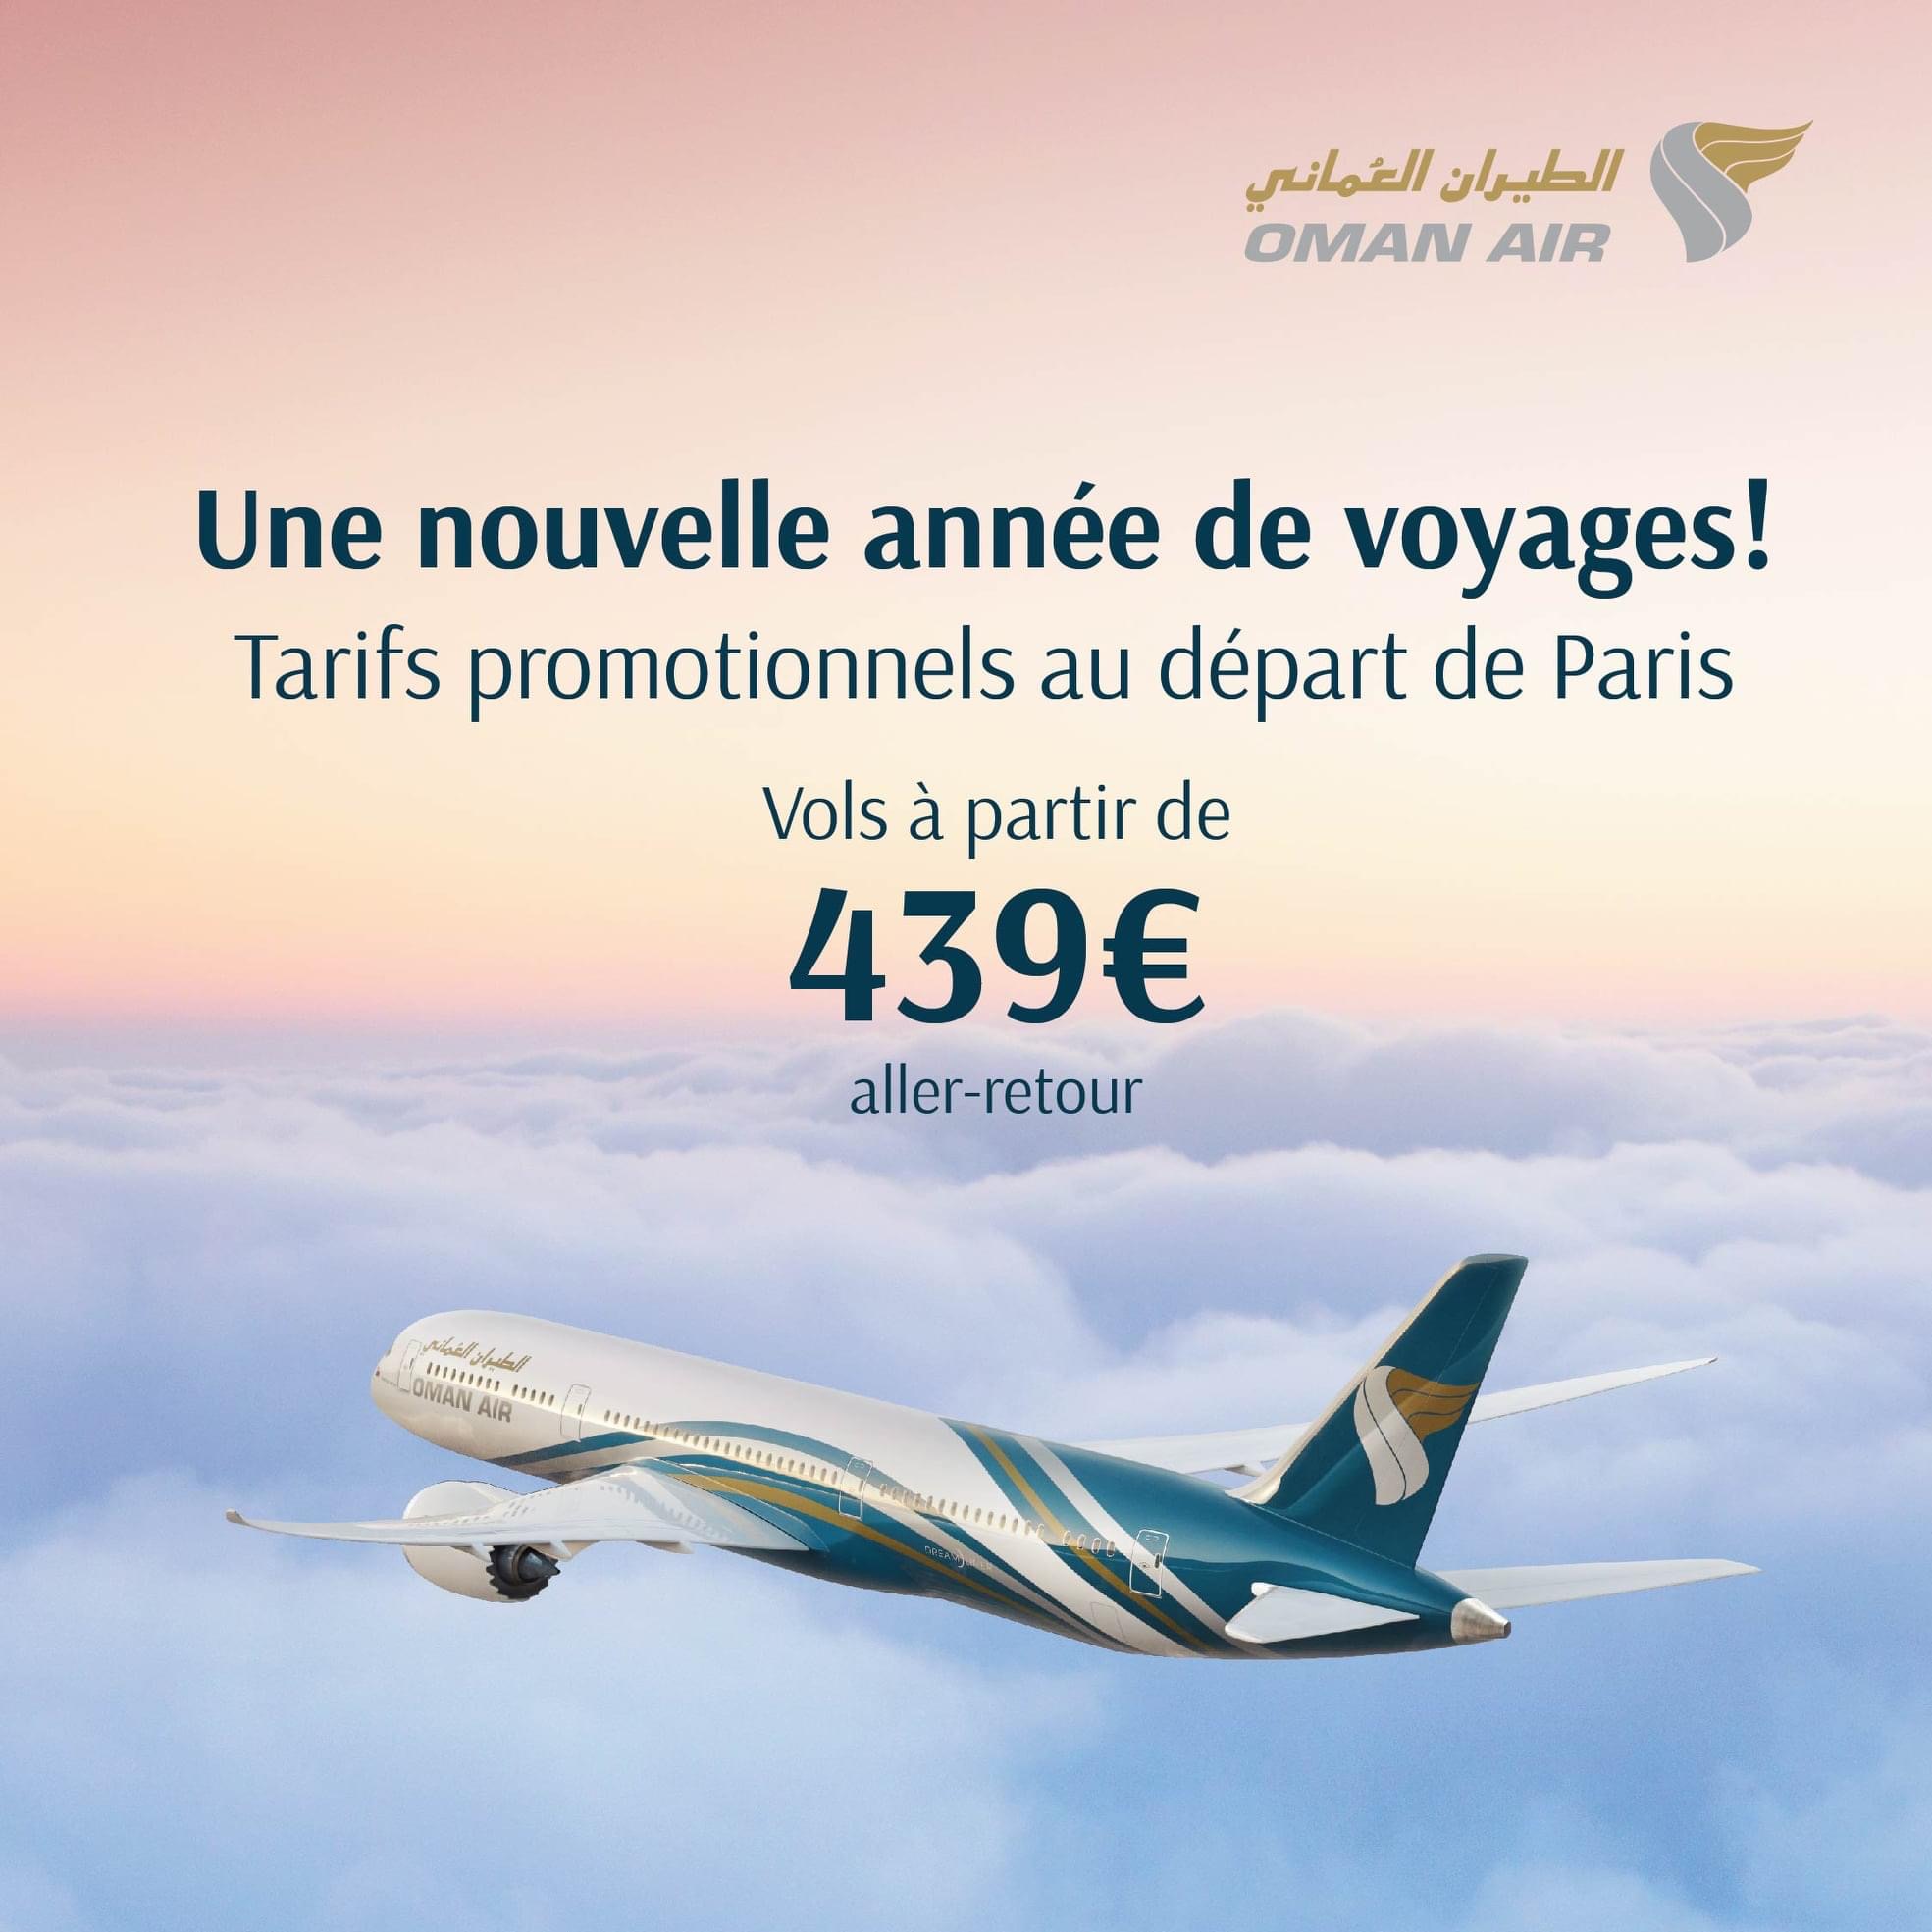 الطيران العُماني
OMAN AIR
Une nouvelle année de voyages!
Tarifs promotionnels au départ de Paris
Vols à partir de
439€
aller-retour
الطيران العُماني
OMAN AIR